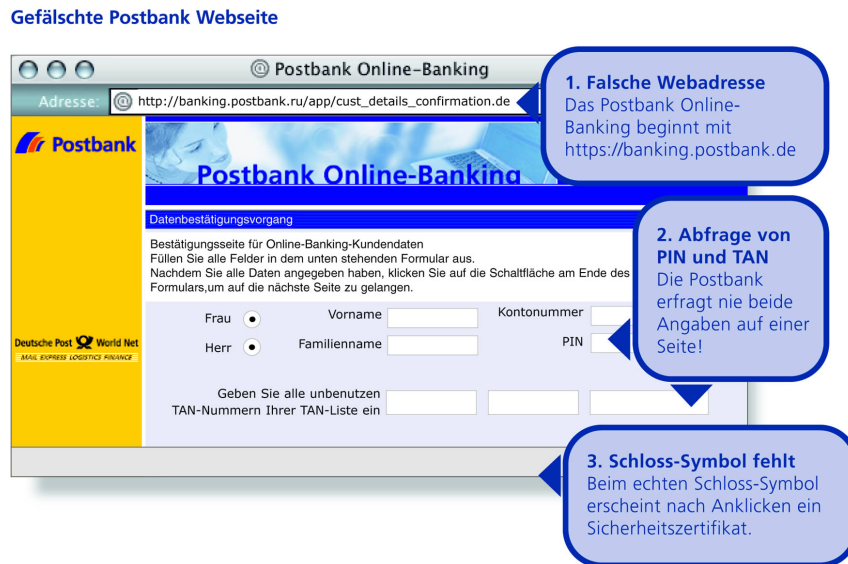 Gefälschte Postbank Webseite
@ Postbank Online-Banking
Adresse: @ http://banking.postbank.ru/app/cust_details_confirmation.de
1. Falsche Webadresse
Das Postbank Online-
Banking beginnt mit
https://banking.postbank.de
Postbank
Postbank Online-Banking
Datenbestätigungsvorgang
Bestätigungsseite für Online-Banking-Kundendaten
Füllen Sie alle Felder in dem unten stehenden Formular aus.
Nachdem Sie alle Daten angegeben haben, klicken Sie auf die Schaltfläche am Ende des
Formulars,um auf die nächste Seite zu gelangen.
2. Abfrage von
PIN und TAN
Die Postbank
erfragt nie beide
Angaben auf einer
Seite!
Frau Vorname Kontonummer
Herr Familienname PIN
Deutsche Post World Net
MAIL EXPRESS LOGISTICS FINANCE
Geben Sie alle unbenutzen
TAN-Nummern Ihrer TAN-Liste ein
3. Schloss-Symbol fehlt
Beim echten Schloss-Symbol
erscheint nach Anklicken ein
Sicherheitszertifikat.